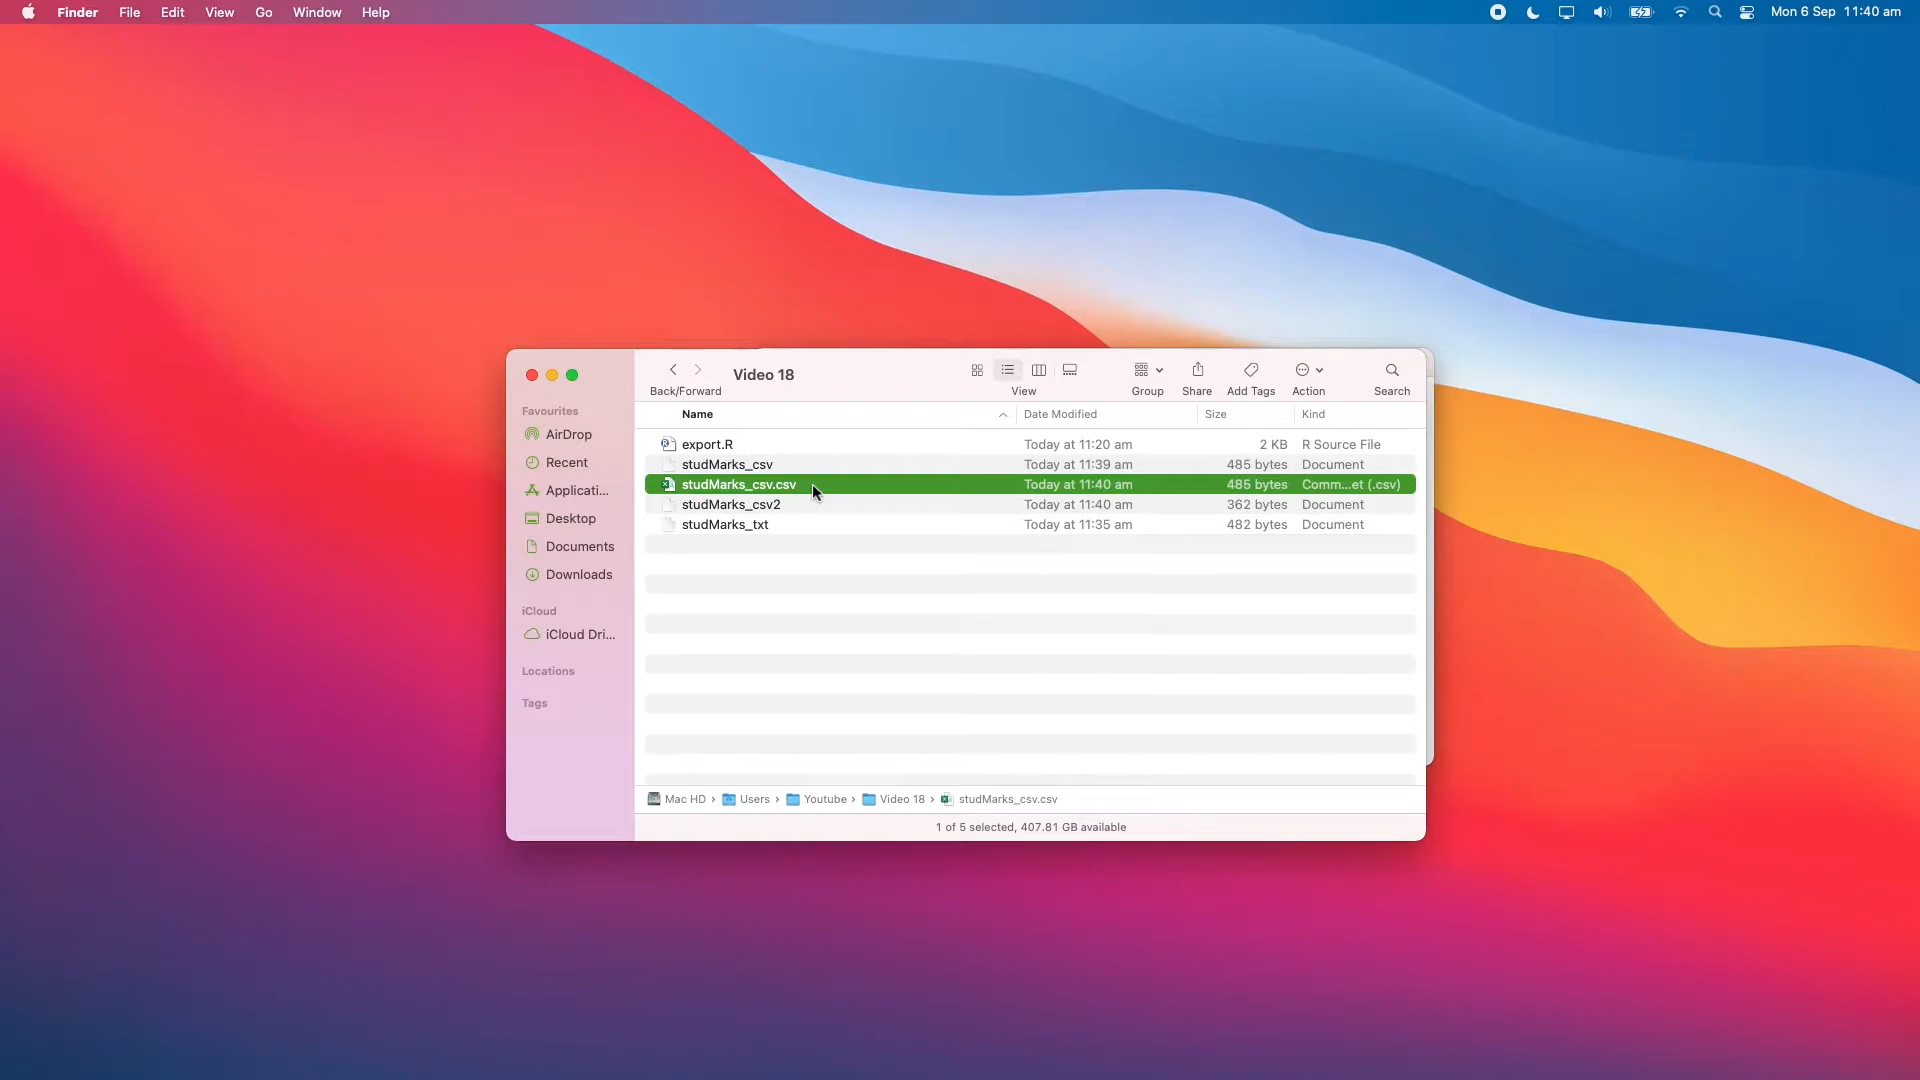 Finder File Edit View Go Window Help Mon 6 Sep 11:40 am
Video 18
Back/Forward View Group Share Add Tags Action Search
Favourites
AirDrop
Recent
Applicati...
Desktop
Documents
Downloads
iCloud
iCloud Dri...
Locations
Tags
Name Date Modified Size Kind
export.R Today at 11:20 am 2 KB R Source File
studMarks_csv Today at 11:39 am 485 bytes Document
studMarks_csv.csv Today at 11:40 am 485 bytes Comm...et (.csv)
studMarks_csv2 Today at 11:40 am 362 bytes Document
studMarks_txt Today at 11:35 am 482 bytes Document
Mac HD › Users › Youtube › Video 18 › studMarks_csv.csv
1 of 5 selected, 407.81 GB available